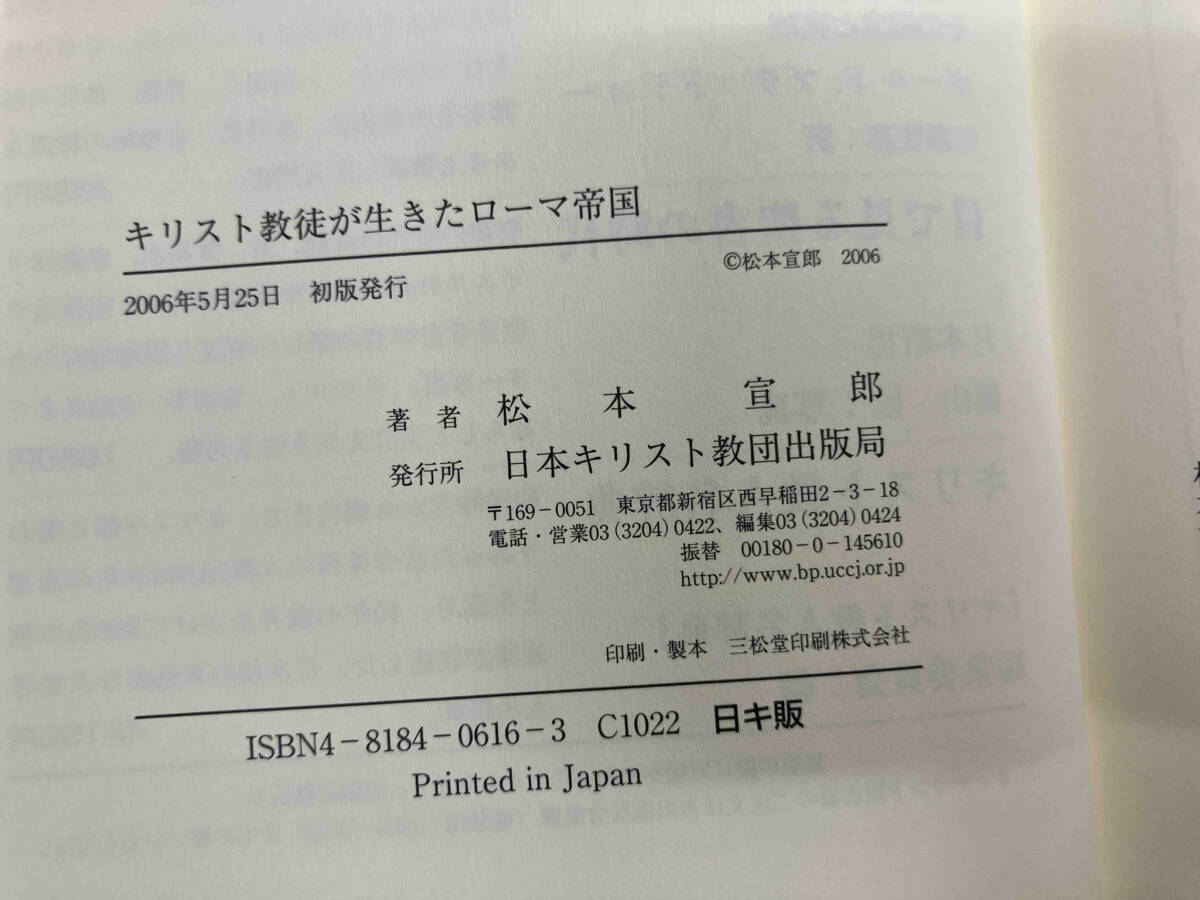 キリスト教徒が生きたローマ帝国
2006年5月25日　初版発行
©松本宣郎　2006
著者　松本宣郎
発行所　日本キリスト教団出版局
〒169-0051　東京都新宿区西早稲田2-3-18
電話・営業03(3204)0422、編集03(3204)0424
振替　00180-0-145610
http://www.bp.uccj.or.jp
印刷・製本　三松堂印刷株式会社
ISBN4-8184-0616-3　C1022　日キ販
Printed in Japan